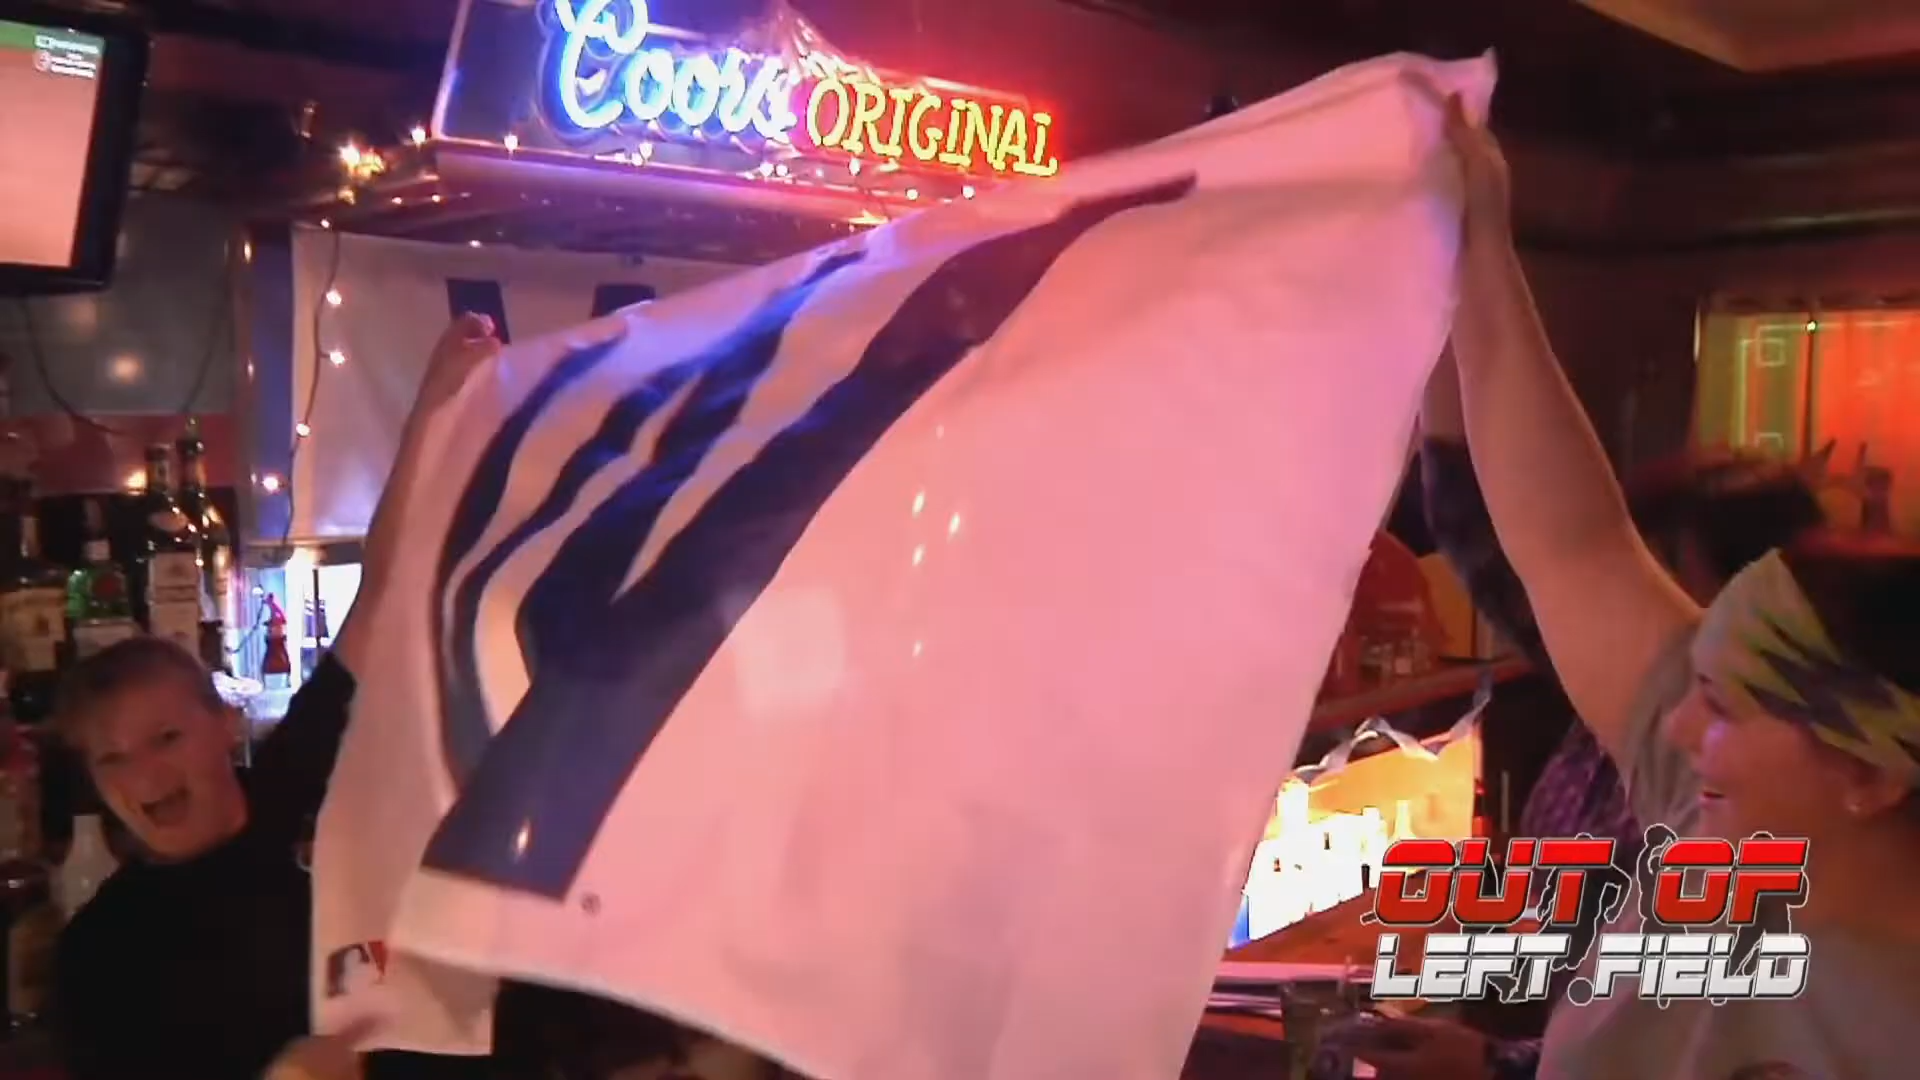 Coors ORIGINAL
W
®
OUT OF
LEFT FIELD